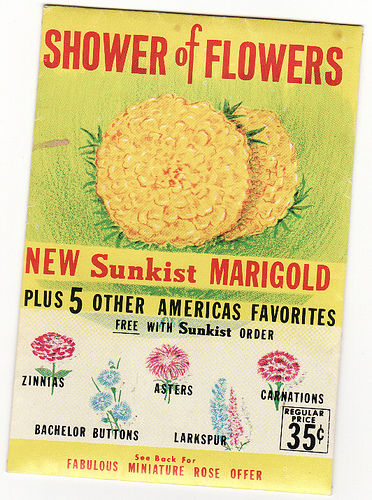 SHOWER of FLOWERS
NEW Sunkist MARIGOLD
PLUS 5 OTHER AMERICAS FAVORITES
FREE WITH Sunkist ORDER
ZINNIAS
ASTERS
CARNATIONS
BACHELOR BUTTONS
LARKSPUR
REGULAR
PRICE
35¢
See Back For
FABULOUS MINIATURE ROSE OFFER